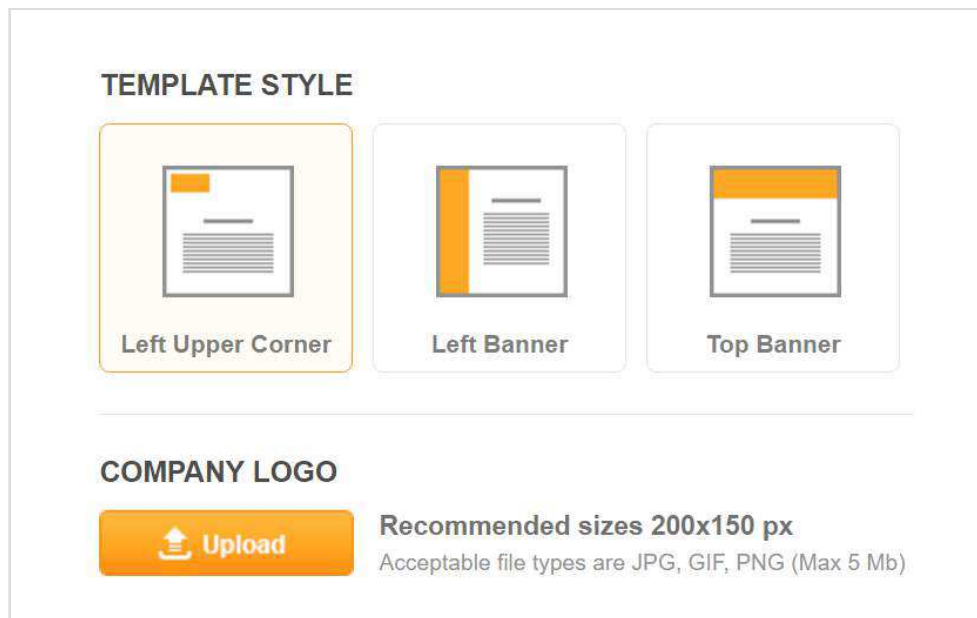 TEMPLATE STYLE
Left Upper Corner
Left Banner
Top Banner
COMPANY LOGO
Upload
Recommended sizes 200x150 px
Acceptable file types are JPG, GIF, PNG (Max 5 Mb)